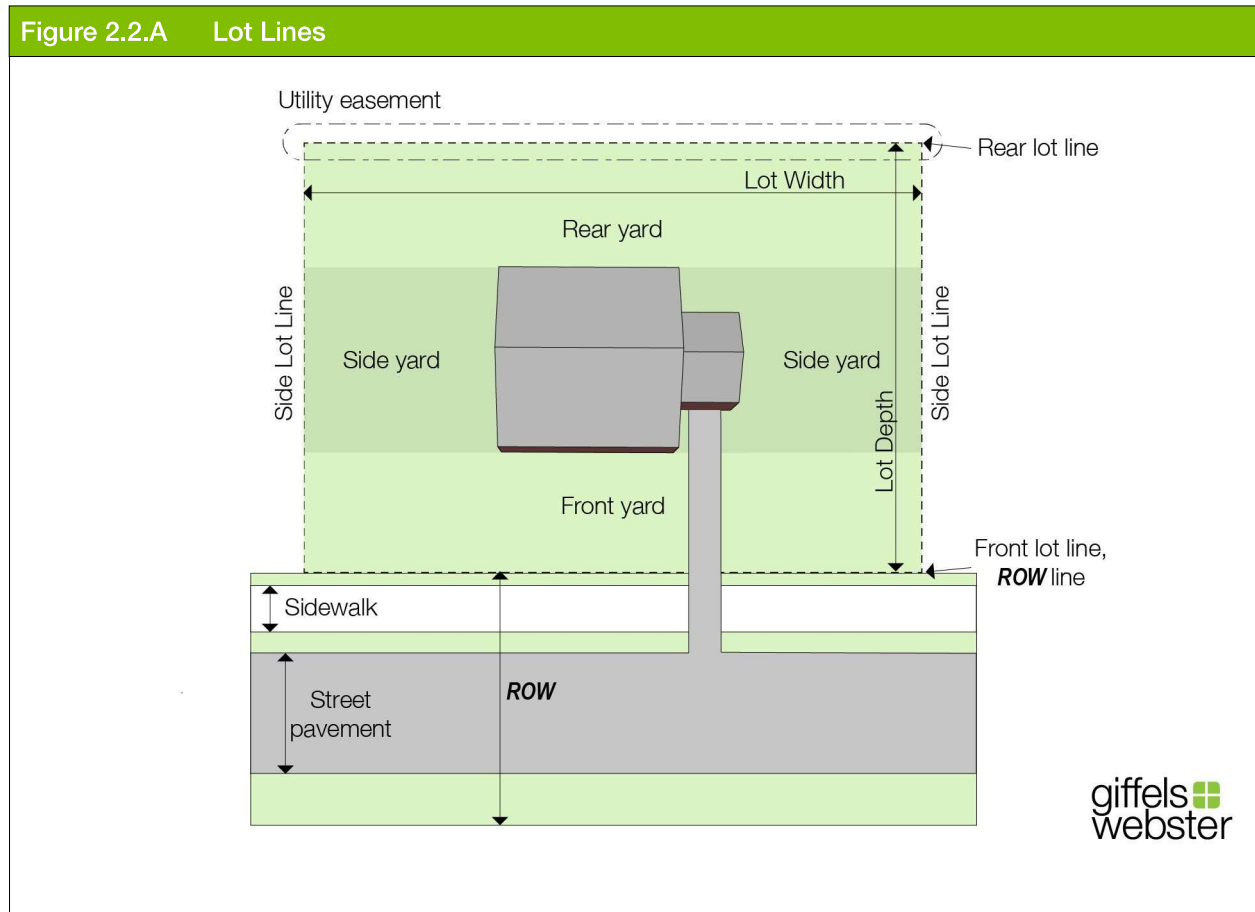 Figure 2.2.A Lot Lines
Utility easement
Rear lot line
Lot Width
Rear yard
Side Lot Line
Side yard
Side yard
Lot Depth
Side Lot Line
Front yard
Front lot line,
ROW line
Sidewalk
ROW
Street
pavement
giffels
webster